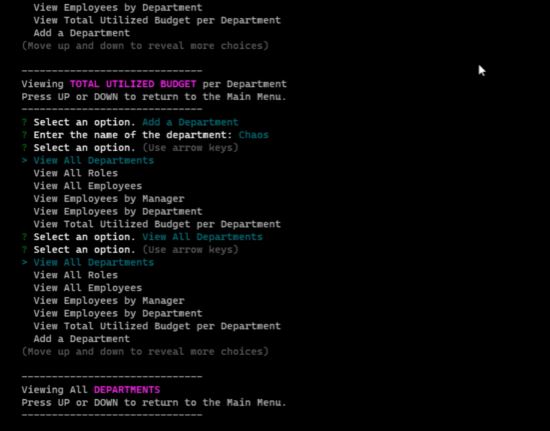 View Employees by Department
View Total Utilized Budget per Department
Add a Department
(Move up and down to reveal more choices)
------------------------------
Viewing TOTAL UTILIZED BUDGET per Department
Press UP or DOWN to return to the Main Menu.
------------------------------
? Select an option. Add a Department
? Enter the name of the department: Chaos
? Select an option. (Use arrow keys)
> View All Departments
View All Roles
View All Employees
View Employees by Manager
View Employees by Department
View Total Utilized Budget per Department
? Select an option. View All Departments
? Select an option. (Use arrow keys)
> View All Departments
View All Roles
View All Employees
View Employees by Manager
View Employees by Department
View Total Utilized Budget per Department
Add a Department
(Move up and down to reveal more choices)
------------------------------
Viewing All DEPARTMENTS
Press UP or DOWN to return to the Main Menu.
------------------------------